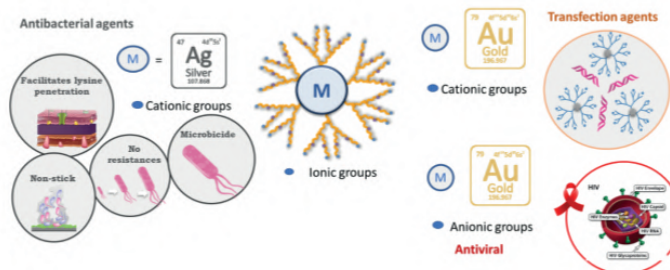 Antibacterial agents
M
=
47
Ag
Silver
107.868
Facilitates lysine
penetration
Cationic groups
No
resistances
Microbicide
Non-stick
M
Ionic groups
M
79
Au
Gold
196.967
Cationic groups
Transfection agents
M
79
Au
Gold
196.967
Anionic groups
Antiviral
HIV
HIV Envelope
HIV Capsid
HIV Enzymes
HIV RNA
HIV Glycoproteins